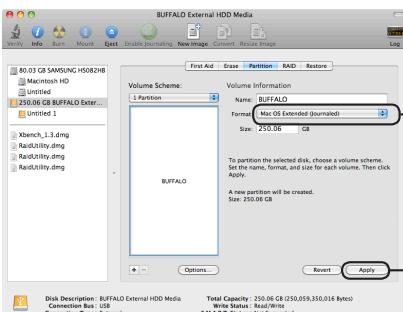 BUFFALO External HDD Media
Verify Info Burn Mount Eject Enable Journaling New Image Convert Resize Image Log
80.03 GB SAMSUNG HS082HB
Macintosh HD
Untitled
250.06 GB BUFFALO Exter...
Untitled 1
Xbench_1.3.dmg
RaidUtility.dmg
RaidUtility.dmg
RaidUtility.dmg
First Aid Erase Partition RAID Restore
Volume Scheme:
1 Partition
BUFFALO
+ − Options...
Volume Information
Name: BUFFALO
Format: Mac OS Extended (Journaled)
Size: 250.06 GB
To partition the selected disk, choose a volume scheme.
Set the name, format, and size for each volume. Then click
Apply.
A new partition will be created.
Size: 250.06 GB
Revert Apply
Disk Description : BUFFALO External HDD Media
Connection Bus : USB
Total Capacity : 250.06 GB (250,059,350,016 Bytes)
Write Status : Read/Write